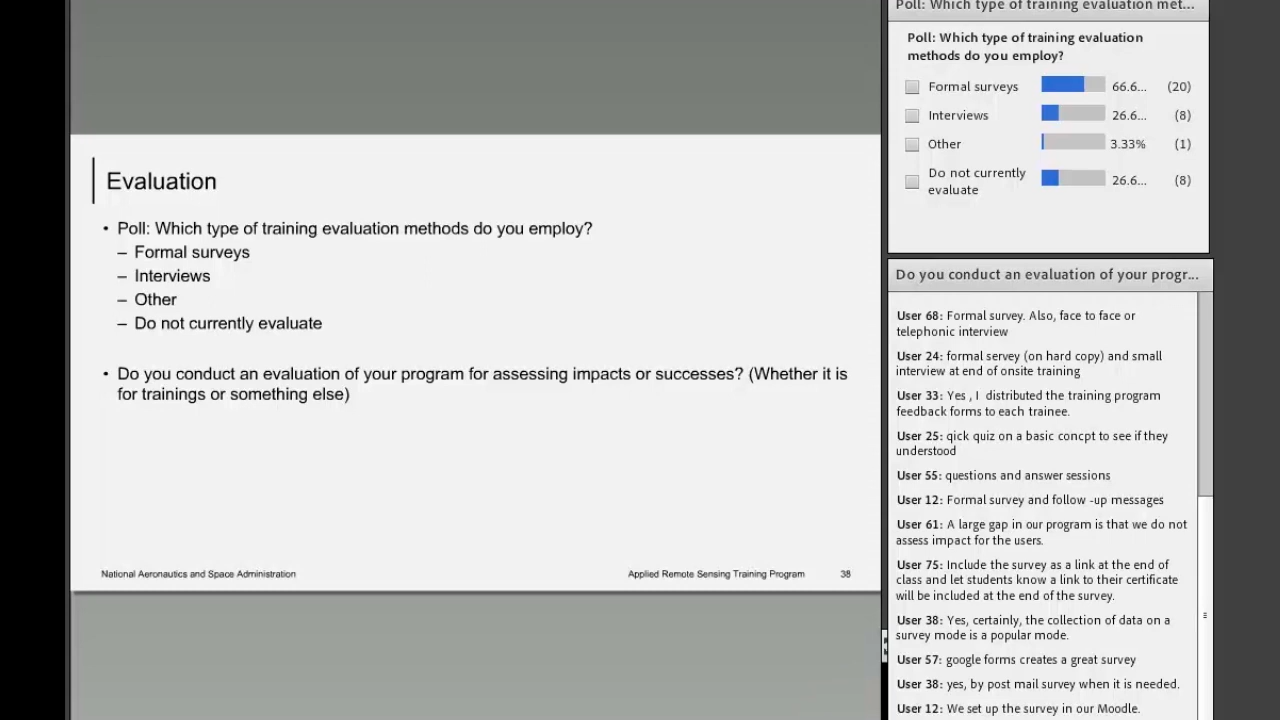 Evaluation
• Poll: Which type of training evaluation methods do you employ?
– Formal surveys
– Interviews
– Other
– Do not currently evaluate
• Do you conduct an evaluation of your program for assessing impacts or successes? (Whether it is
for trainings or something else)
National Aeronautics and Space Administration
Applied Remote Sensing Training Program
38
Poll: Which type of training evaluation met...
Poll: Which type of training evaluation
methods do you employ?
Formal surveys 66.6... (20)
Interviews 26.6... (8)
Other 3.33% (1)
Do not currently
evaluate 26.6... (8)
Do you conduct an evaluation of your progr...
User 68: Formal survey. Also, face to face or
telephonic interview
User 24: formal servey (on hard copy) and small
interview at end of onsite training
User 33: Yes , I distributed the training program
feedback forms to each trainee.
User 25: qick quiz on a basic concpt to see if they
understood
User 55: questions and answer sessions
User 12: Formal survey and follow -up messages
User 61: A large gap in our program is that we do not
assess impact for the users.
User 75: Include the survey as a link at the end of
class and let students know a link to their certificate
will be included at the end of the survey.
User 38: Yes, certainly, the collection of data on a
survey mode is a popular mode.
User 57: google forms creates a great survey
User 38: yes, by post mail survey when it is needed.
User 12: We set up the survey in our Moodle.